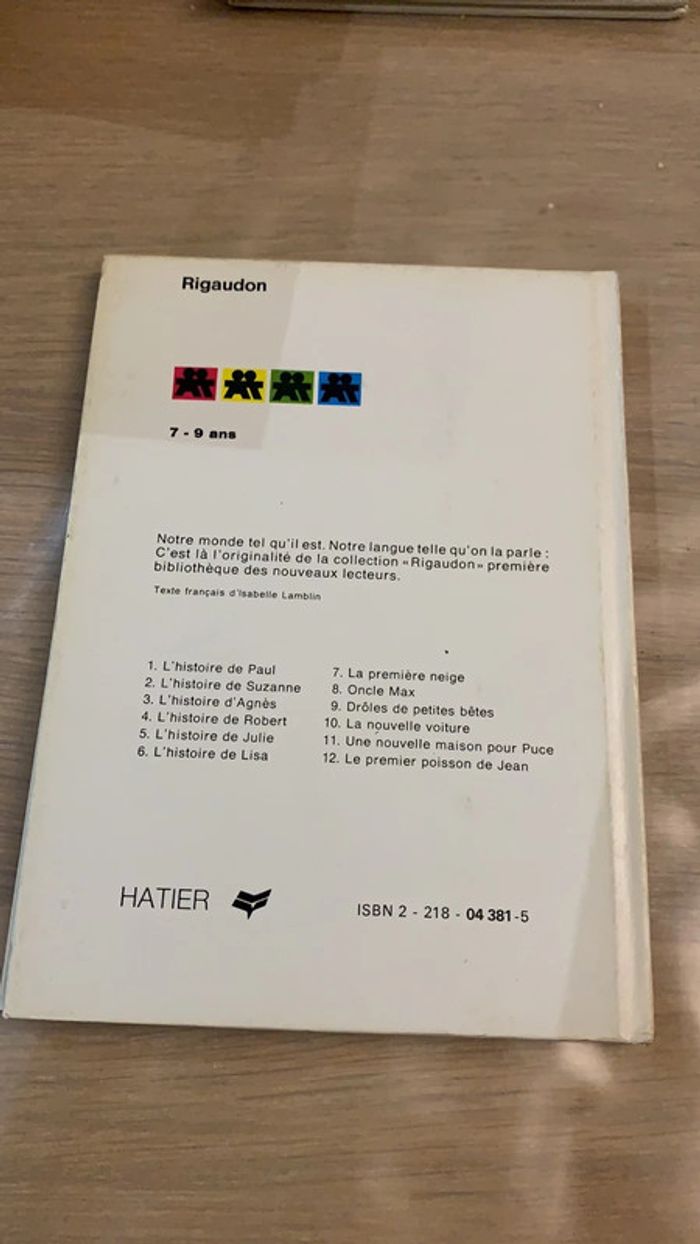 Rigaudon
7 - 9 ans
Notre monde tel qu'il est. Notre langue telle qu'on la parle :
C'est là l'originalité de la collection «Rigaudon» première
bibliothèque des nouveaux lecteurs.
Texte français d'Isabelle Lamblin
1. L'histoire de Paul
2. L'histoire de Suzanne
3. L'histoire d'Agnès
4. L'histoire de Robert
5. L'histoire de Julie
6. L'histoire de Lisa
7. La première neige
8. Oncle Max
9. Drôles de petites bêtes
10. La nouvelle voiture
11. Une nouvelle maison pour Puce
12. Le premier poisson de Jean
HATIER
ISBN 2 - 218 - 04 381-5